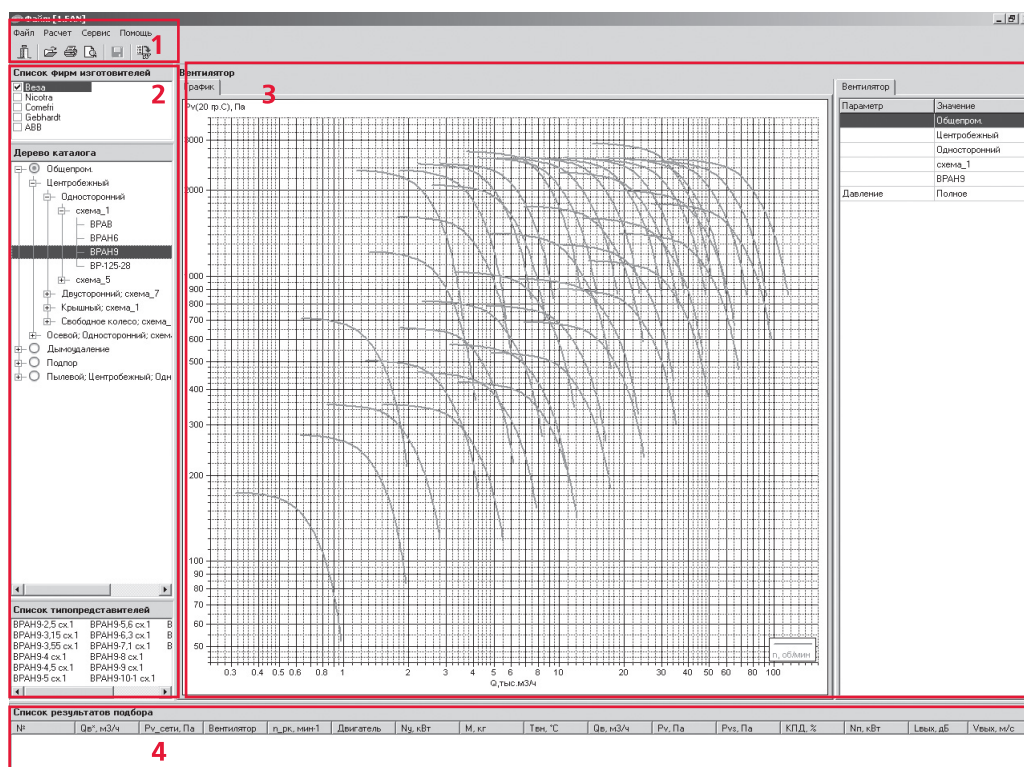 Файл: [1.FAN]
Файл Расчет Сервис Помощь
1
Список фирм изготовителей
2
Веза
Nicotra
Comefri
Gebhardt
ABB
Дерево каталога
Общепром.
Центробежный
Односторонний
схема_1
ВРАВ
ВРАН6
ВРАН9
ВР-125-28
схема_5
Двусторонний; схема_7
Крышный; схема_1
Свободное колесо; схема_
Осевой; Односторонний; схем
Дымоудаление
Подпор
Пылевой; Центробежный; Одн
Список типопредставителей
ВРАН9-2,5 сх.1 ВРАН9-5,6 сх.1 В
ВРАН9-3,15 сх.1 ВРАН9-6,3 сх.1 В
ВРАН9-3,55 сх.1 ВРАН9-7,1 сх.1 В
ВРАН9-4 сх.1 ВРАН9-8 сх.1
ВРАН9-4,5 сх.1 ВРАН9-9 сх.1
ВРАН9-5 сх.1 ВРАН9-10-1 сх.1
Вентилятор
График
3
Pv(20 гр.С), Па
3000
2000
1000
900
800
700
600
500
400
300
200
100
90
80
70
60
50
0.3 0.4 0.5 0.6 0.8 1 2 3 4 5 6 8 10 20 30 40 50 60 80 100
Q,тыс.м3/ч
n, об/мин
Вентилятор
Параметр Значение
Общепром.
Центробежный
Односторонний
схема_1
ВРАН9
Давление Полное
Список результатов подбора
№ Qв*, м3/ч Pv_сети, Па Вентилятор n_рк, мин-1 Двигатель Ny, кВт М, кг Твн, °С Qв, м3/ч Pv, Па Pvs, Па КПД, % Nп, кВт Lвых, дБ Vвых, м/с
4